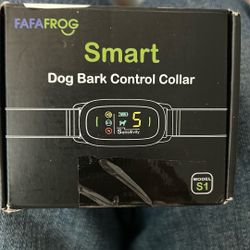 FAFAFROG
Smart
Dog Bark Control Collar
5
Sensitivity
MODEL
S1